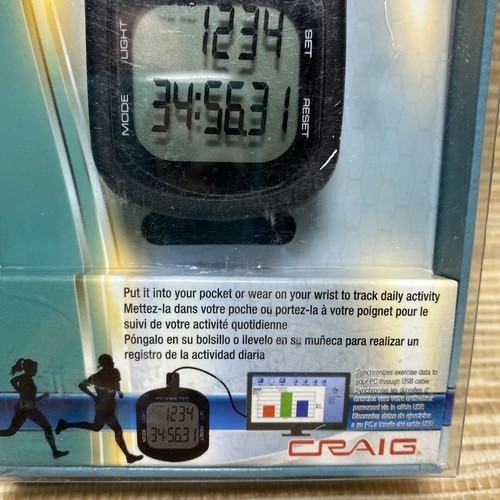 LIGHT
1234
SET
MODE
34:56.31
RESET
Put it into your pocket or wear on your wrist to track daily activity
Mettez-la dans votre poche ou portez-la à votre poignet pour le
suivi de votre activité quotidienne
Póngalo en su bolsillo o llevelo en su muñeca para realizar un
registro de la actividad diaria
Synchronizes exercise data to
your PC through USB cable
PEDOMETER
1234
MODE
34:56.31
CRAIG